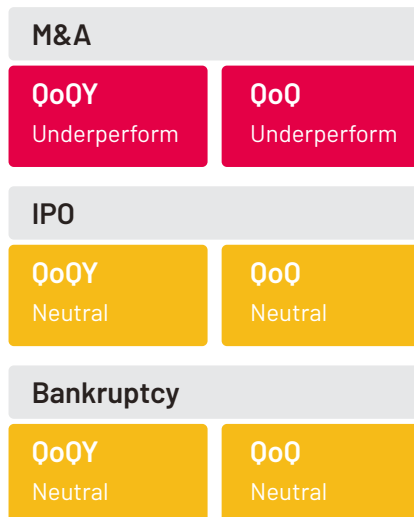 M&A
QoQY QoQ
Underperform Underperform
IPO
QoQY QoQ
Neutral Neutral
Bankruptcy
QoQY QoQ
Neutral Neutral